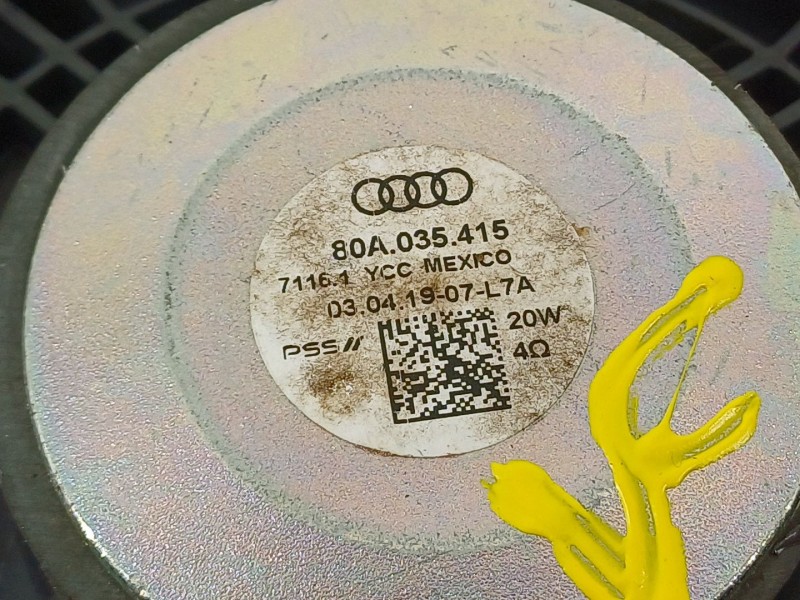 80A.035.415
7116.1 YCC MEXICO
03.04.19-07-L7A
20W
PSS
4Ω